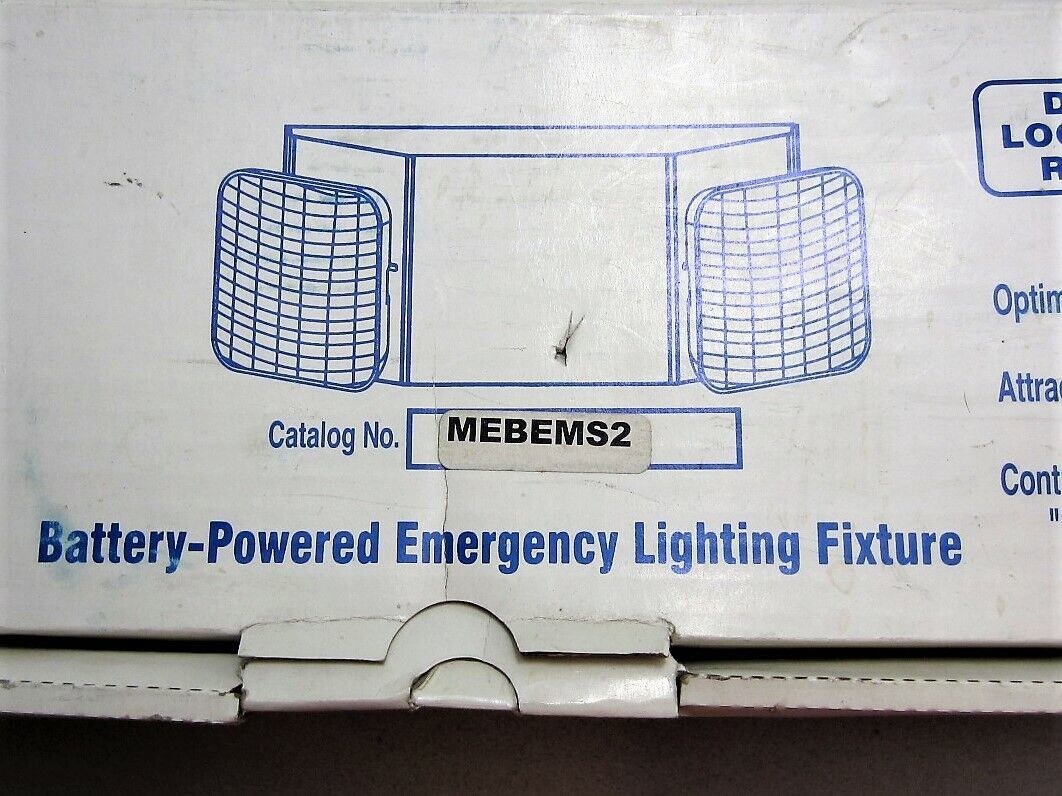 Catalog No. MEBEMS2
Battery-Powered Emergency Lighting Fixture